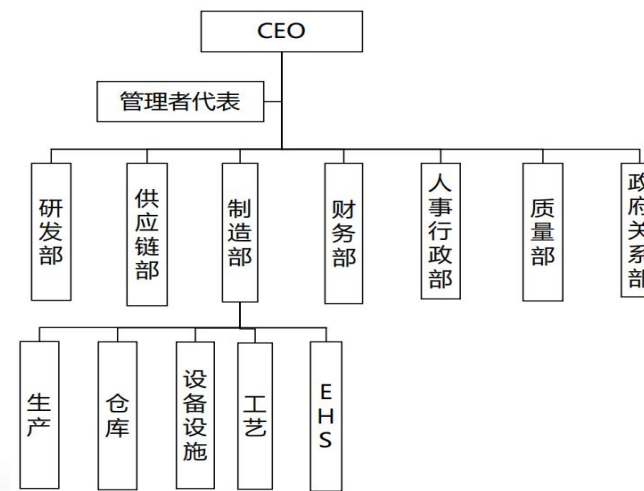 CEO
管理者代表
研发部
供应链部
制造部
财务部
人事行政部
质量部
政府关系部
生产
仓库
设备设施
工艺
EHS